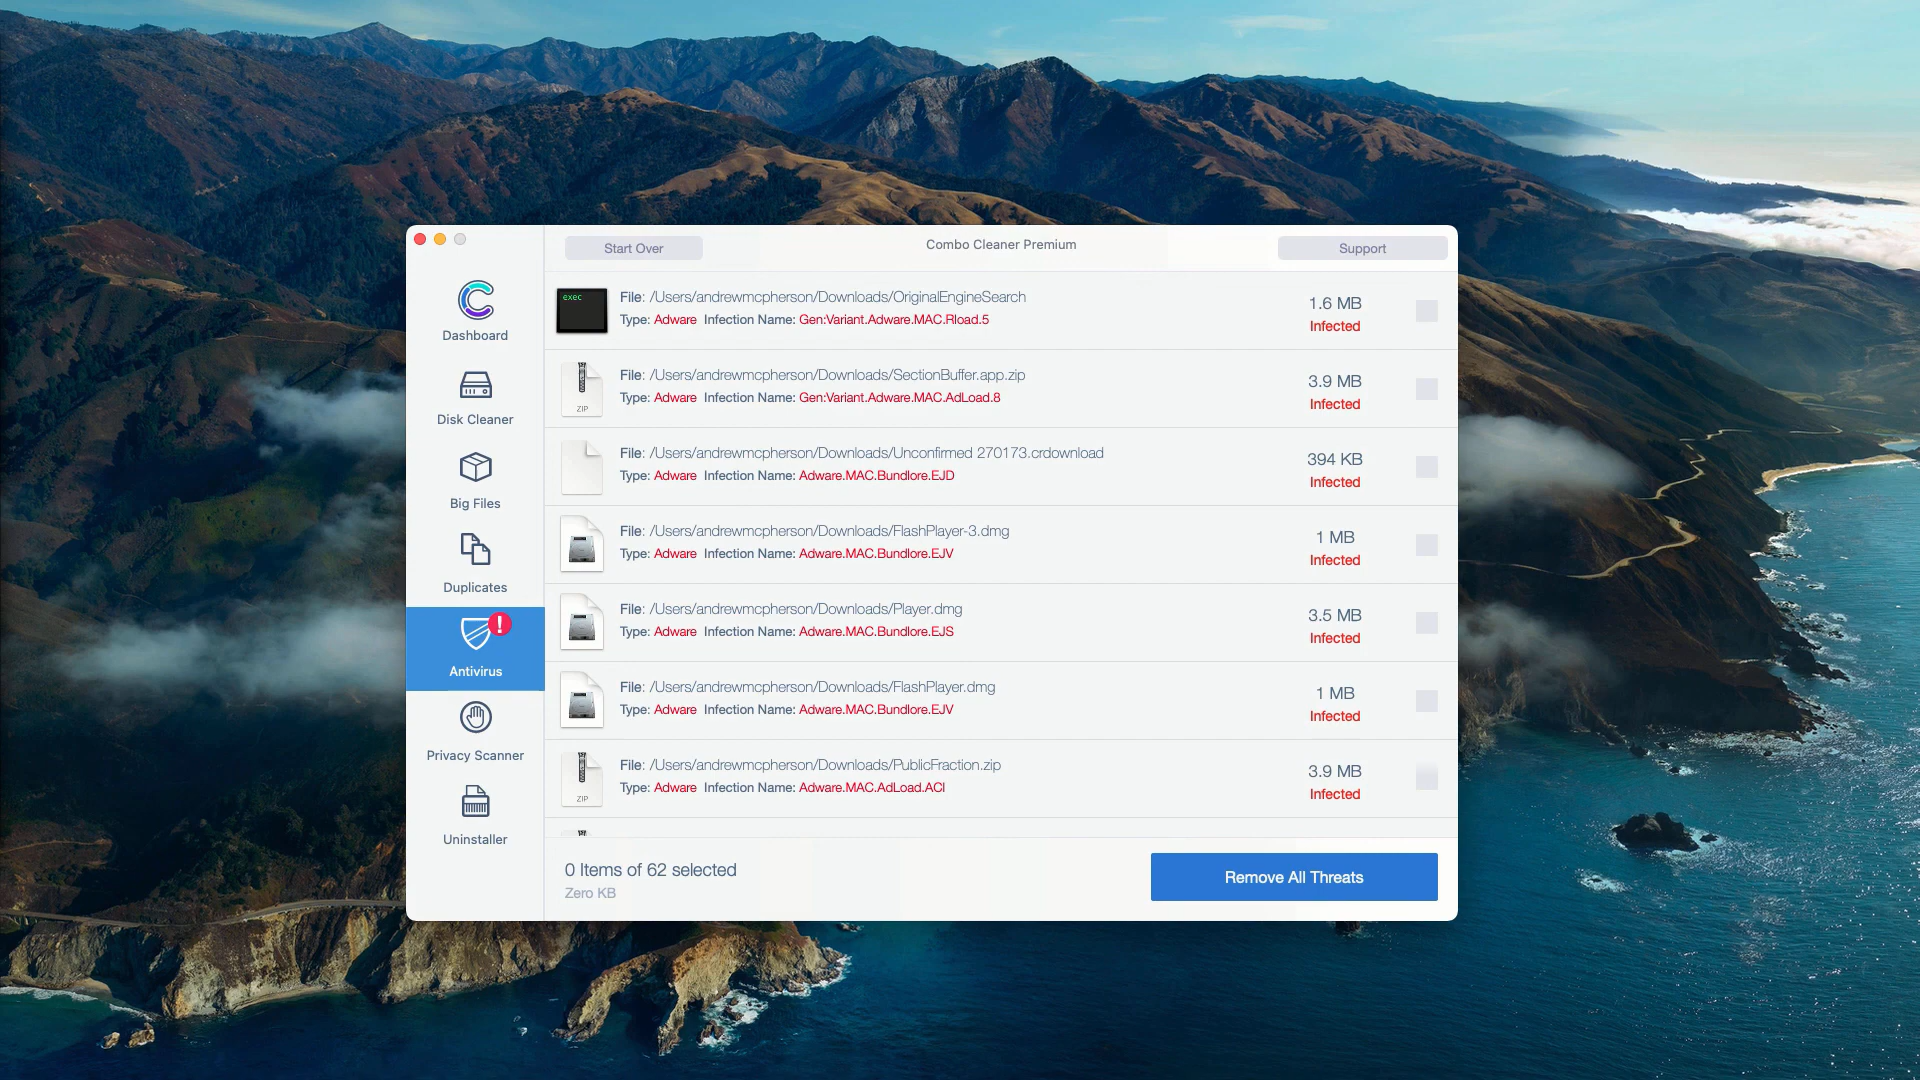 Start Over
Combo Cleaner Premium
Support
Dashboard
Disk Cleaner
Big Files
Duplicates
!
Antivirus
Privacy Scanner
Uninstaller
exec
File: /Users/andrewmcpherson/Downloads/OriginalEngineSearch
Type: Adware Infection Name: Gen:Variant.Adware.MAC.Rload.5
1.6 MB
Infected
ZIP
File: /Users/andrewmcpherson/Downloads/SectionBuffer.app.zip
Type: Adware Infection Name: Gen:Variant.Adware.MAC.AdLoad.8
3.9 MB
Infected
File: /Users/andrewmcpherson/Downloads/Unconfirmed 270173.crdownload
Type: Adware Infection Name: Adware.MAC.Bundlore.EJD
394 KB
Infected
File: /Users/andrewmcpherson/Downloads/FlashPlayer-3.dmg
Type: Adware Infection Name: Adware.MAC.Bundlore.EJV
1 MB
Infected
File: /Users/andrewmcpherson/Downloads/Player.dmg
Type: Adware Infection Name: Adware.MAC.Bundlore.EJS
3.5 MB
Infected
File: /Users/andrewmcpherson/Downloads/FlashPlayer.dmg
Type: Adware Infection Name: Adware.MAC.Bundlore.EJV
1 MB
Infected
ZIP
File: /Users/andrewmcpherson/Downloads/PublicFraction.zip
Type: Adware Infection Name: Adware.MAC.AdLoad.ACI
3.9 MB
Infected
0 Items of 62 selected
Zero KB
Remove All Threats